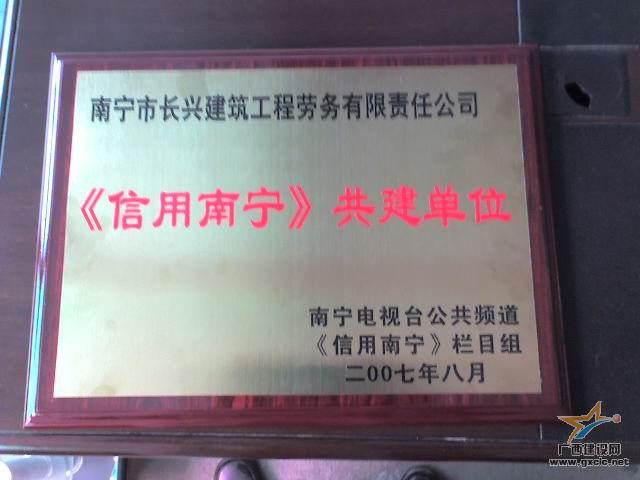 南宁市长兴建筑工程劳务有限责任公司
《信用南宁》共建单位
南宁电视台公共频道
《信用南宁》栏目组
二00七年八月
广西建设网
www.gxcic.net